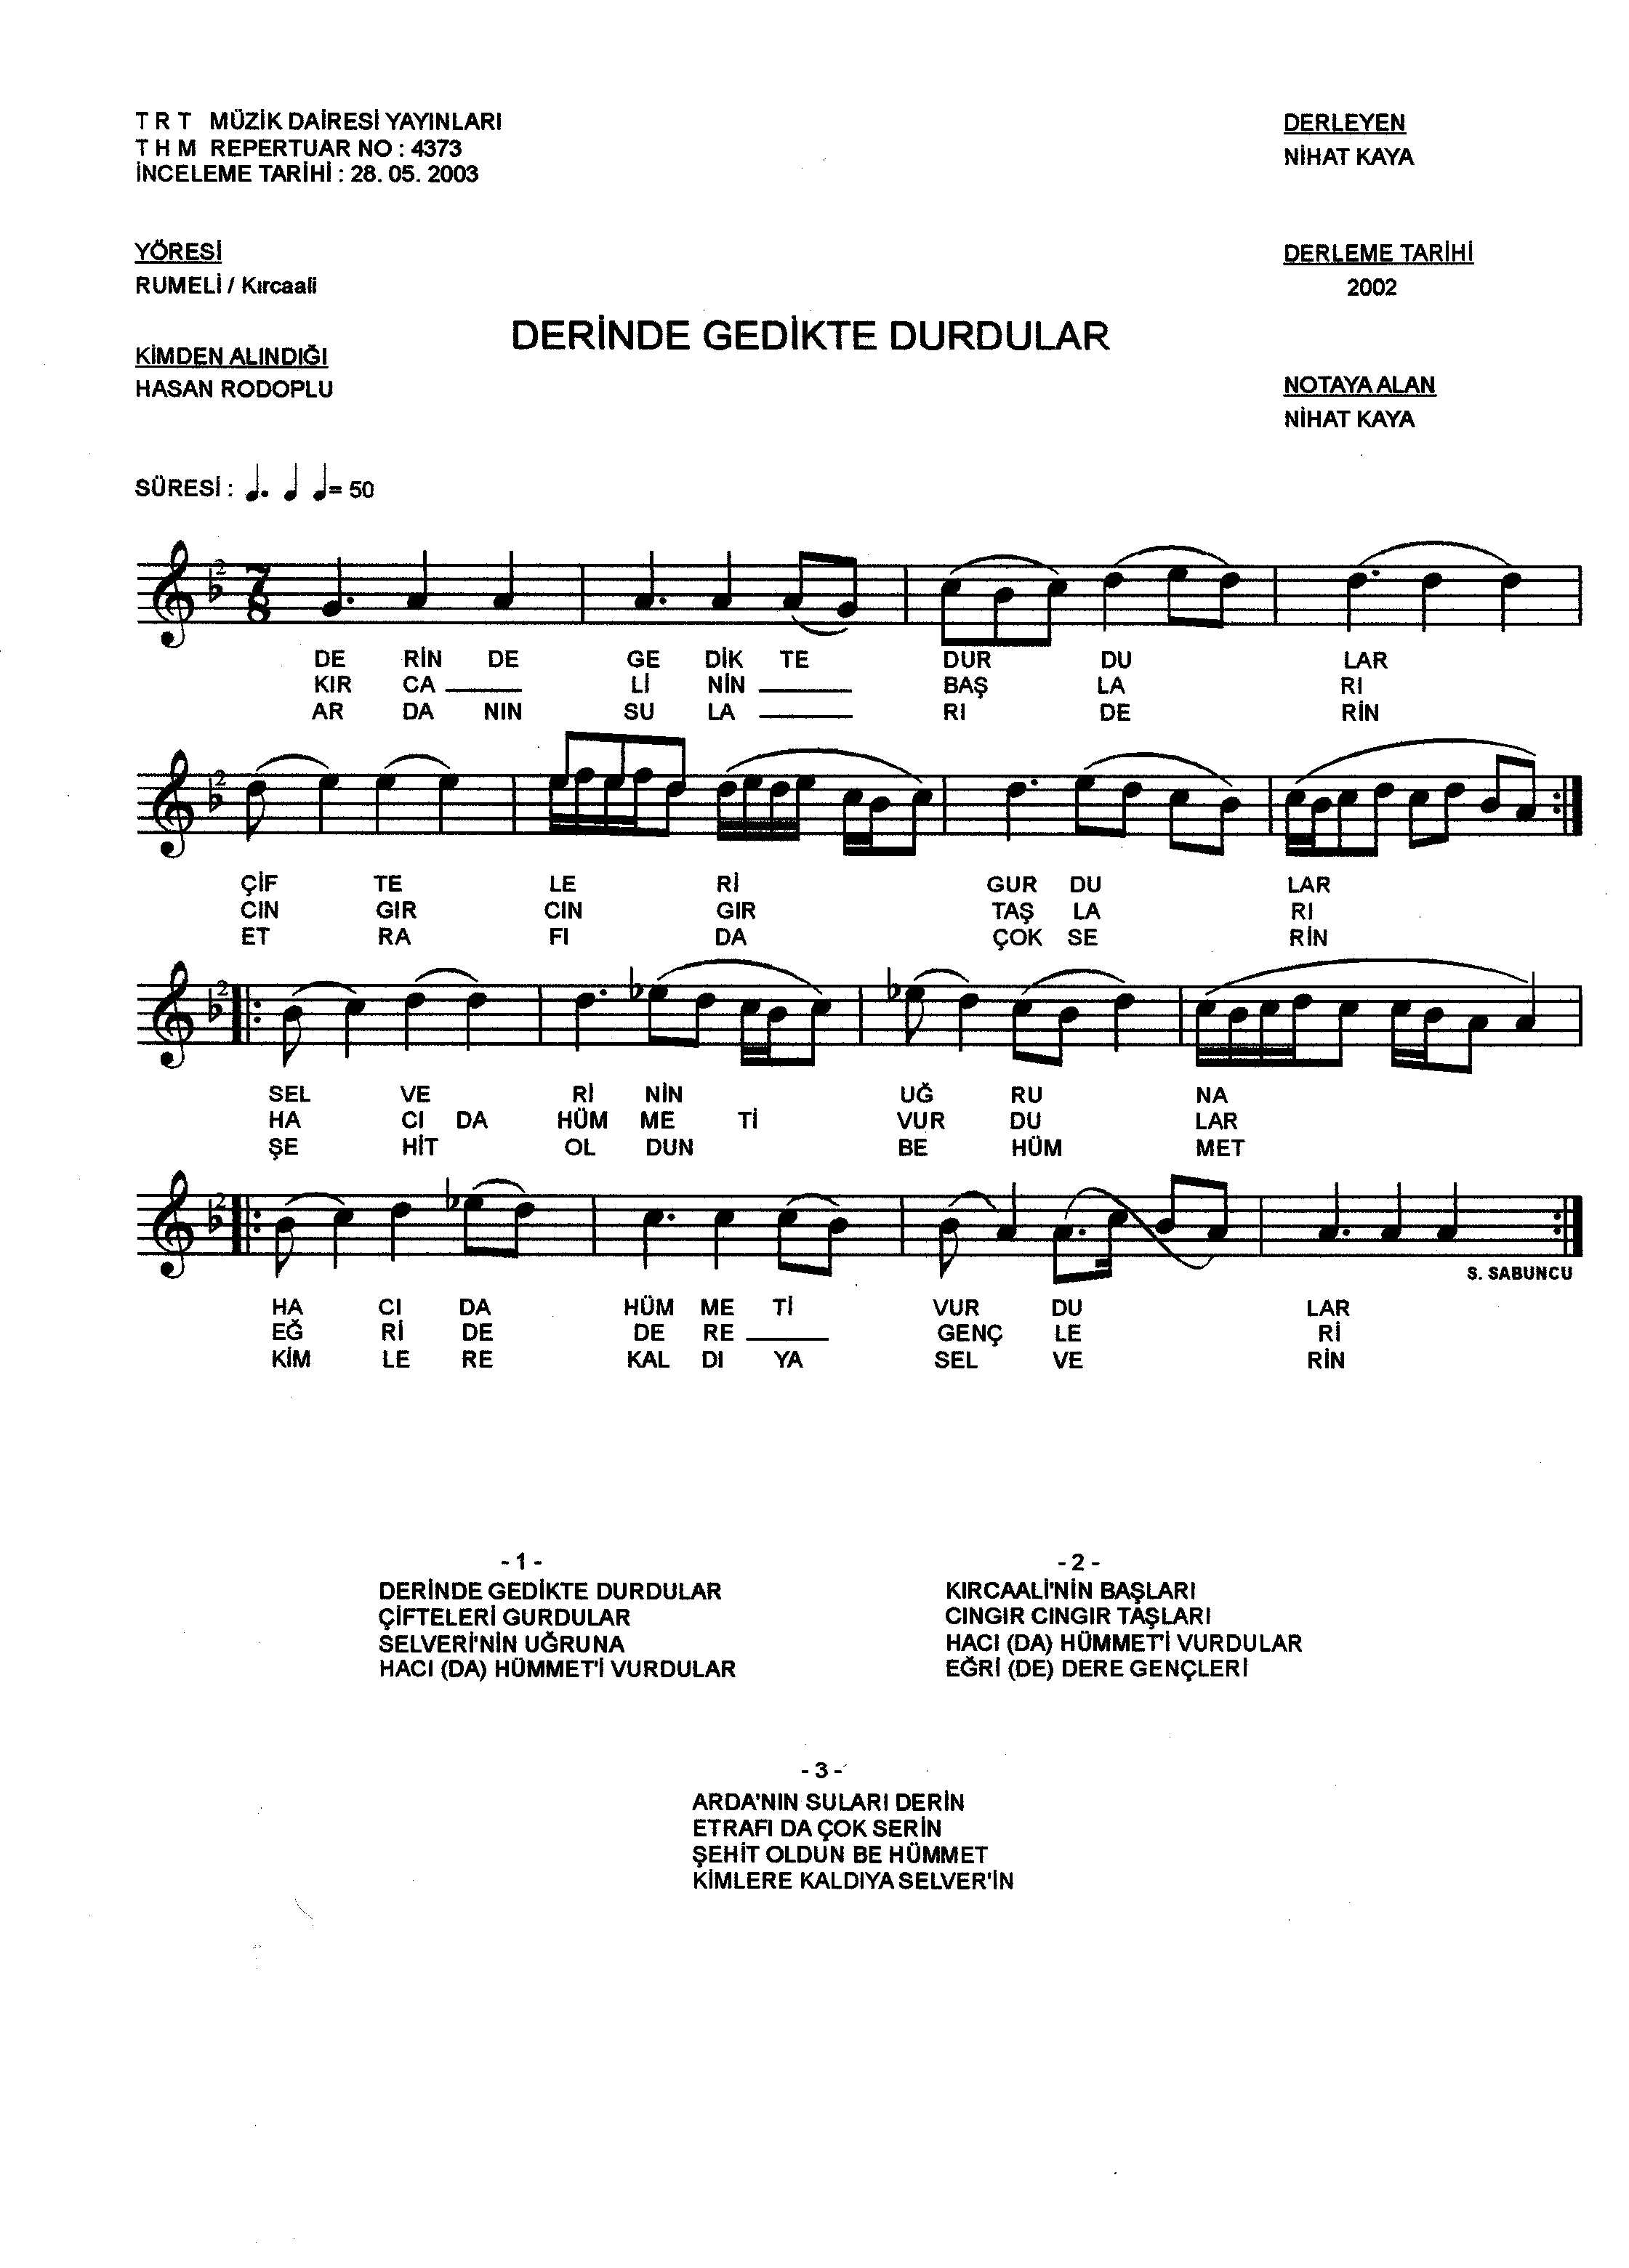 T R T MÜZİK DAİRESİ YAYINLARI
T H M REPERTUAR NO : 4373
İNCELEME TARİHİ : 28. 05. 2003
DERLEYEN
NİHAT KAYA
YÖRESİ
RUMELİ / Kırcaali
DERLEME TARİHİ
2002
DERİNDE GEDİKTE DURDULAR
KİMDEN ALINDIĞI
HASAN RODOPLU
NOTAYA ALAN
NİHAT KAYA
SÜRESİ : ♩. ♩ ♩= 50
2 7 8
DE RİN DE GE DİK TE DUR DU LAR
KIR CA ____ Lİ NİN ____ BAŞ LA RI
AR DA NIN SU LA ____ RI DE RİN
2
ÇİF TE LE Rİ GUR DU LAR
CIN GIR CIN GIR TAŞ LA RI
ET RA FI DA ÇOK SE RİN
2
SEL VE Rİ NİN UĞ RU NA
HA CI DA HÜM ME Tİ VUR DU LAR
ŞE HİT OL DUN BE HÜM MET
2
S. SABUNCU
HA CI DA HÜM ME Tİ VUR DU LAR
EĞ Rİ DE DE RE ____ GENÇ LE Rİ
KİM LE RE KAL DI YA SEL VE RİN
- 1 -
DERİNDE GEDİKTE DURDULAR
ÇİFTELERİ GURDULAR
SELVERİ'NİN UĞRUNA
HACI (DA) HÜMMET'İ VURDULAR
- 2 -
KIRCAALİ'NİN BAŞLARI
CINGIR CINGIR TAŞLARI
HACI (DA) HÜMMET'İ VURDULAR
EĞRİ (DE) DERE GENÇLERİ
- 3 -
ARDA'NIN SULARI DERİN
ETRAFI DA ÇOK SERİN
ŞEHİT OLDUN BE HÜMMET
KİMLERE KALDIYA SELVER'İN